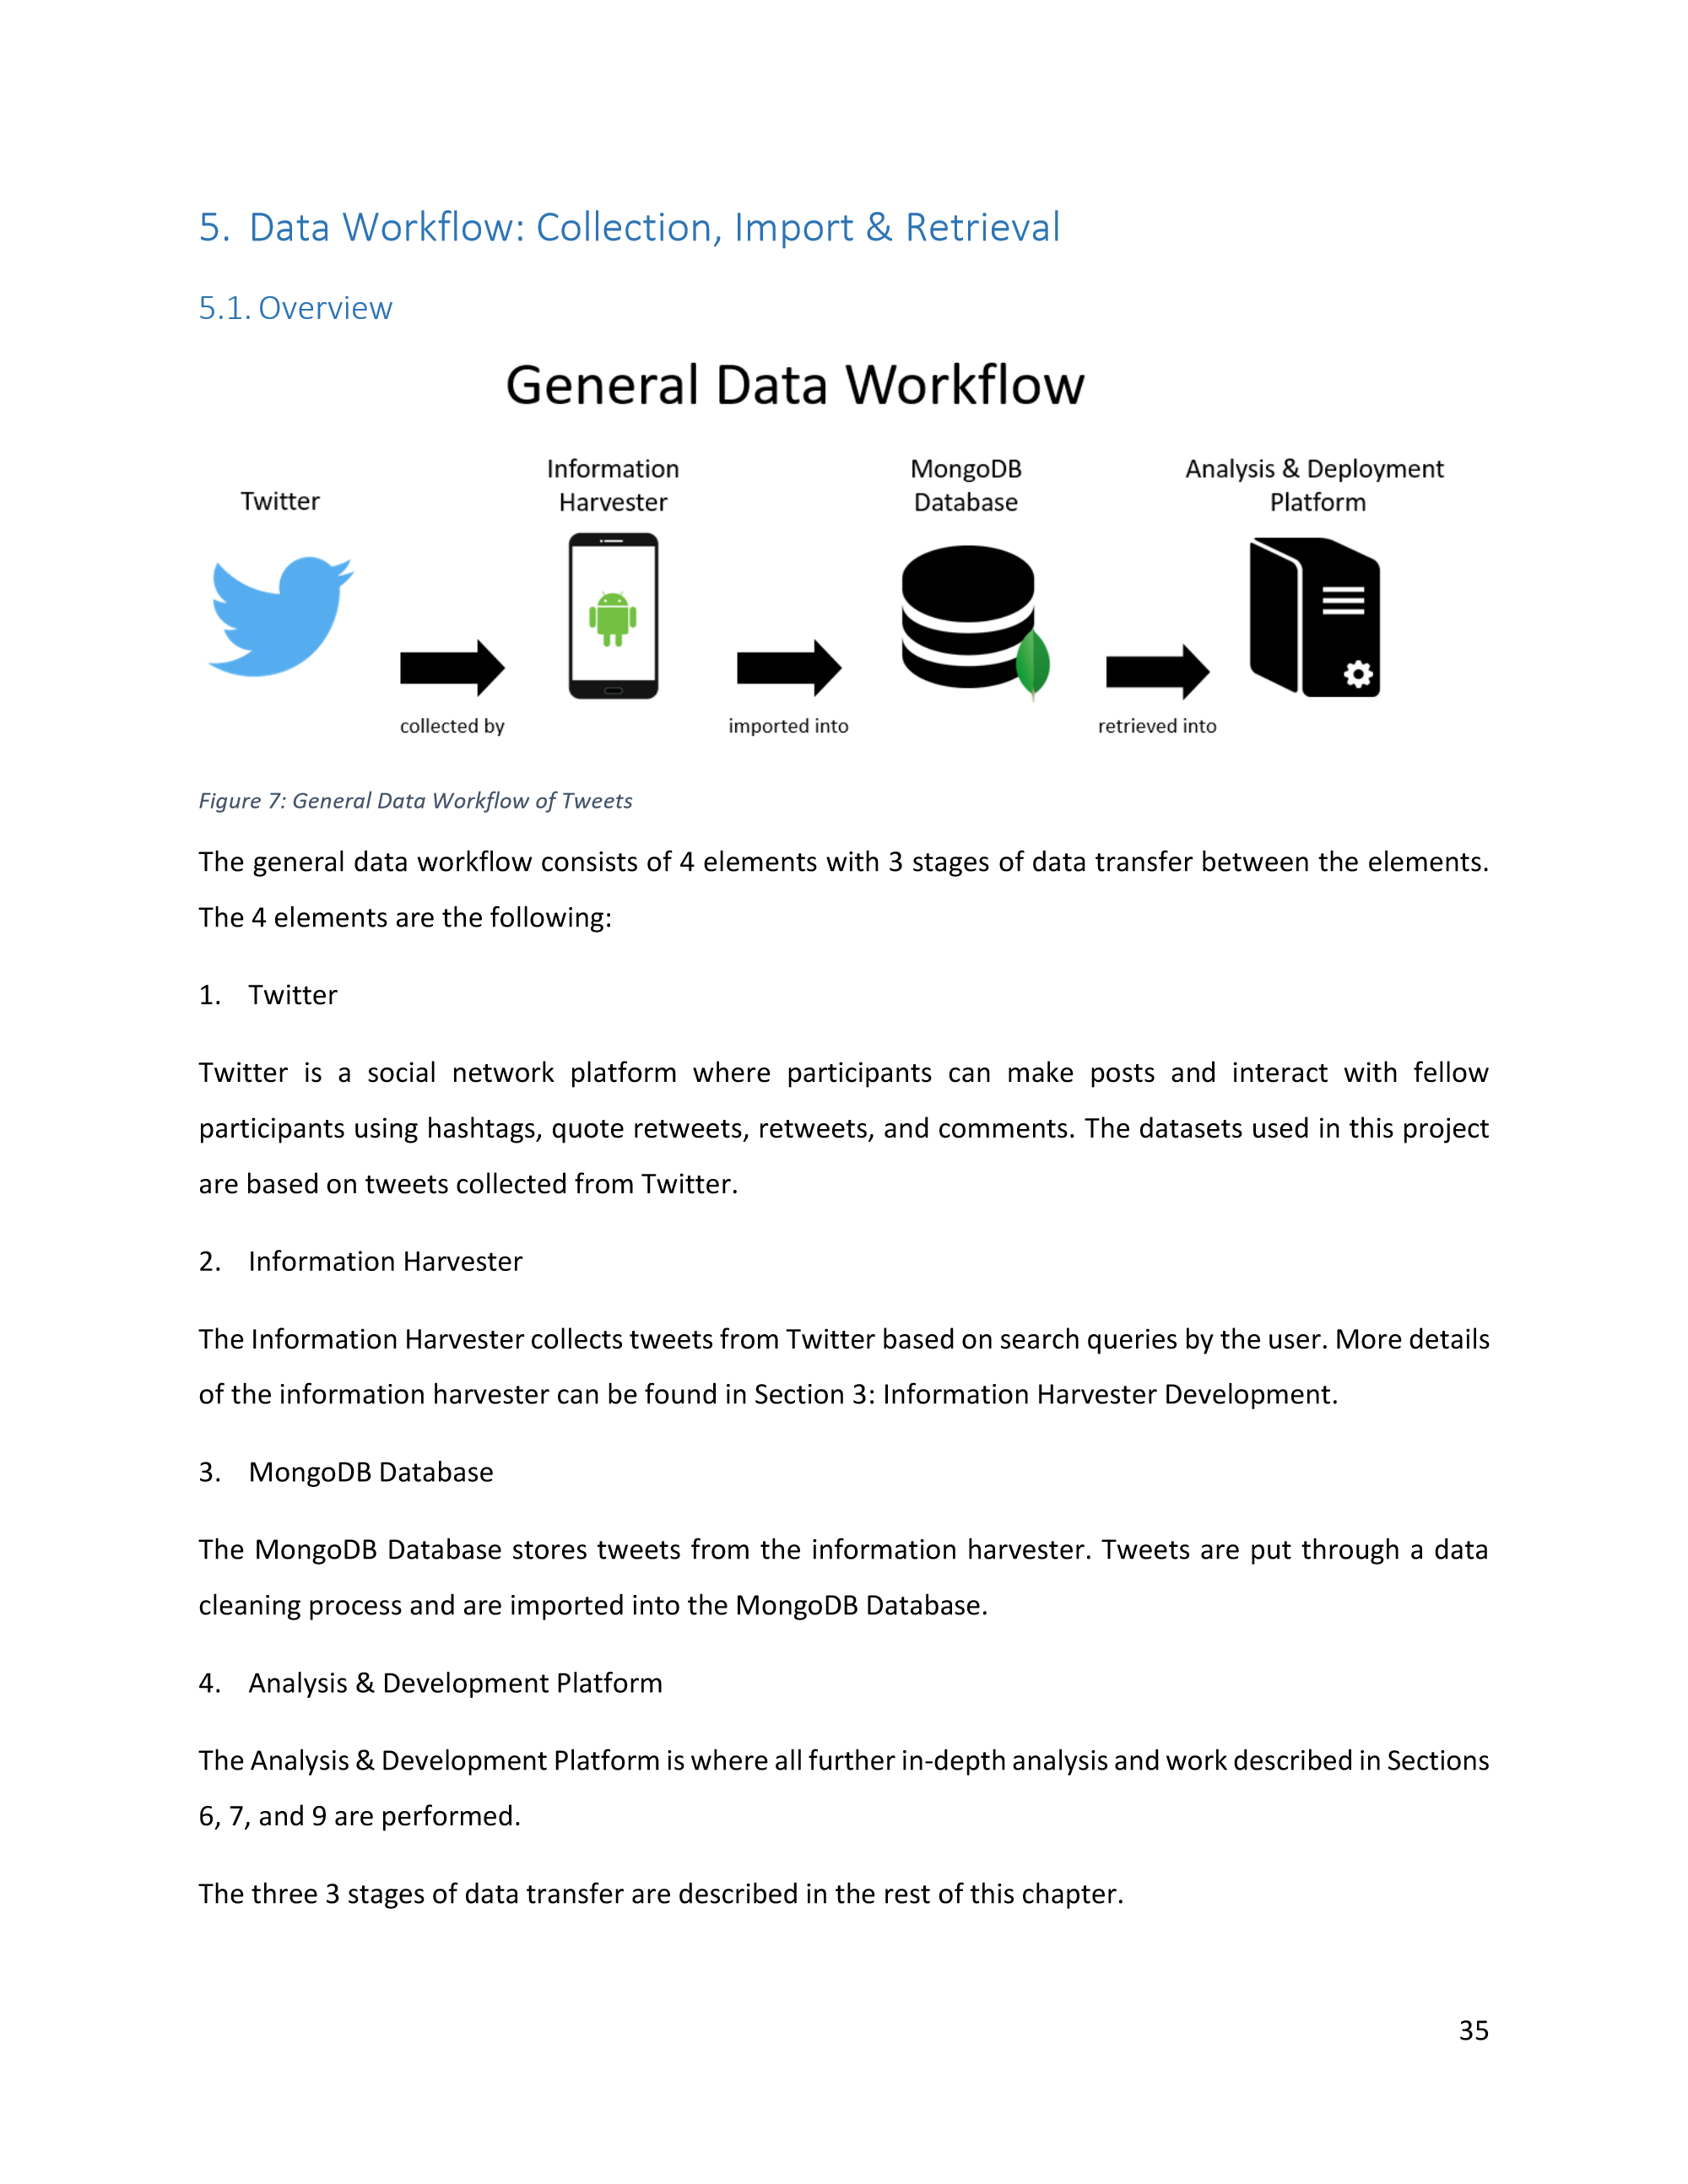 5. Data Workflow: Collection, Import & Retrieval
5.1. Overview
General Data Workflow
Twitter
Information
Harvester
MongoDB
Database
Analysis & Deployment
Platform
collected by
imported into
retrieved into
Figure 7: General Data Workflow of Tweets
The general data workflow consists of 4 elements with 3 stages of data transfer between the elements.
The 4 elements are the following:
1. Twitter
Twitter is a social network platform where participants can make posts and interact with fellow
participants using hashtags, quote retweets, retweets, and comments. The datasets used in this project
are based on tweets collected from Twitter.
2. Information Harvester
The Information Harvester collects tweets from Twitter based on search queries by the user. More details
of the information harvester can be found in Section 3: Information Harvester Development.
3. MongoDB Database
The MongoDB Database stores tweets from the information harvester. Tweets are put through a data
cleaning process and are imported into the MongoDB Database.
4. Analysis & Development Platform
The Analysis & Development Platform is where all further in-depth analysis and work described in Sections
6, 7, and 9 are performed.
The three 3 stages of data transfer are described in the rest of this chapter.
35